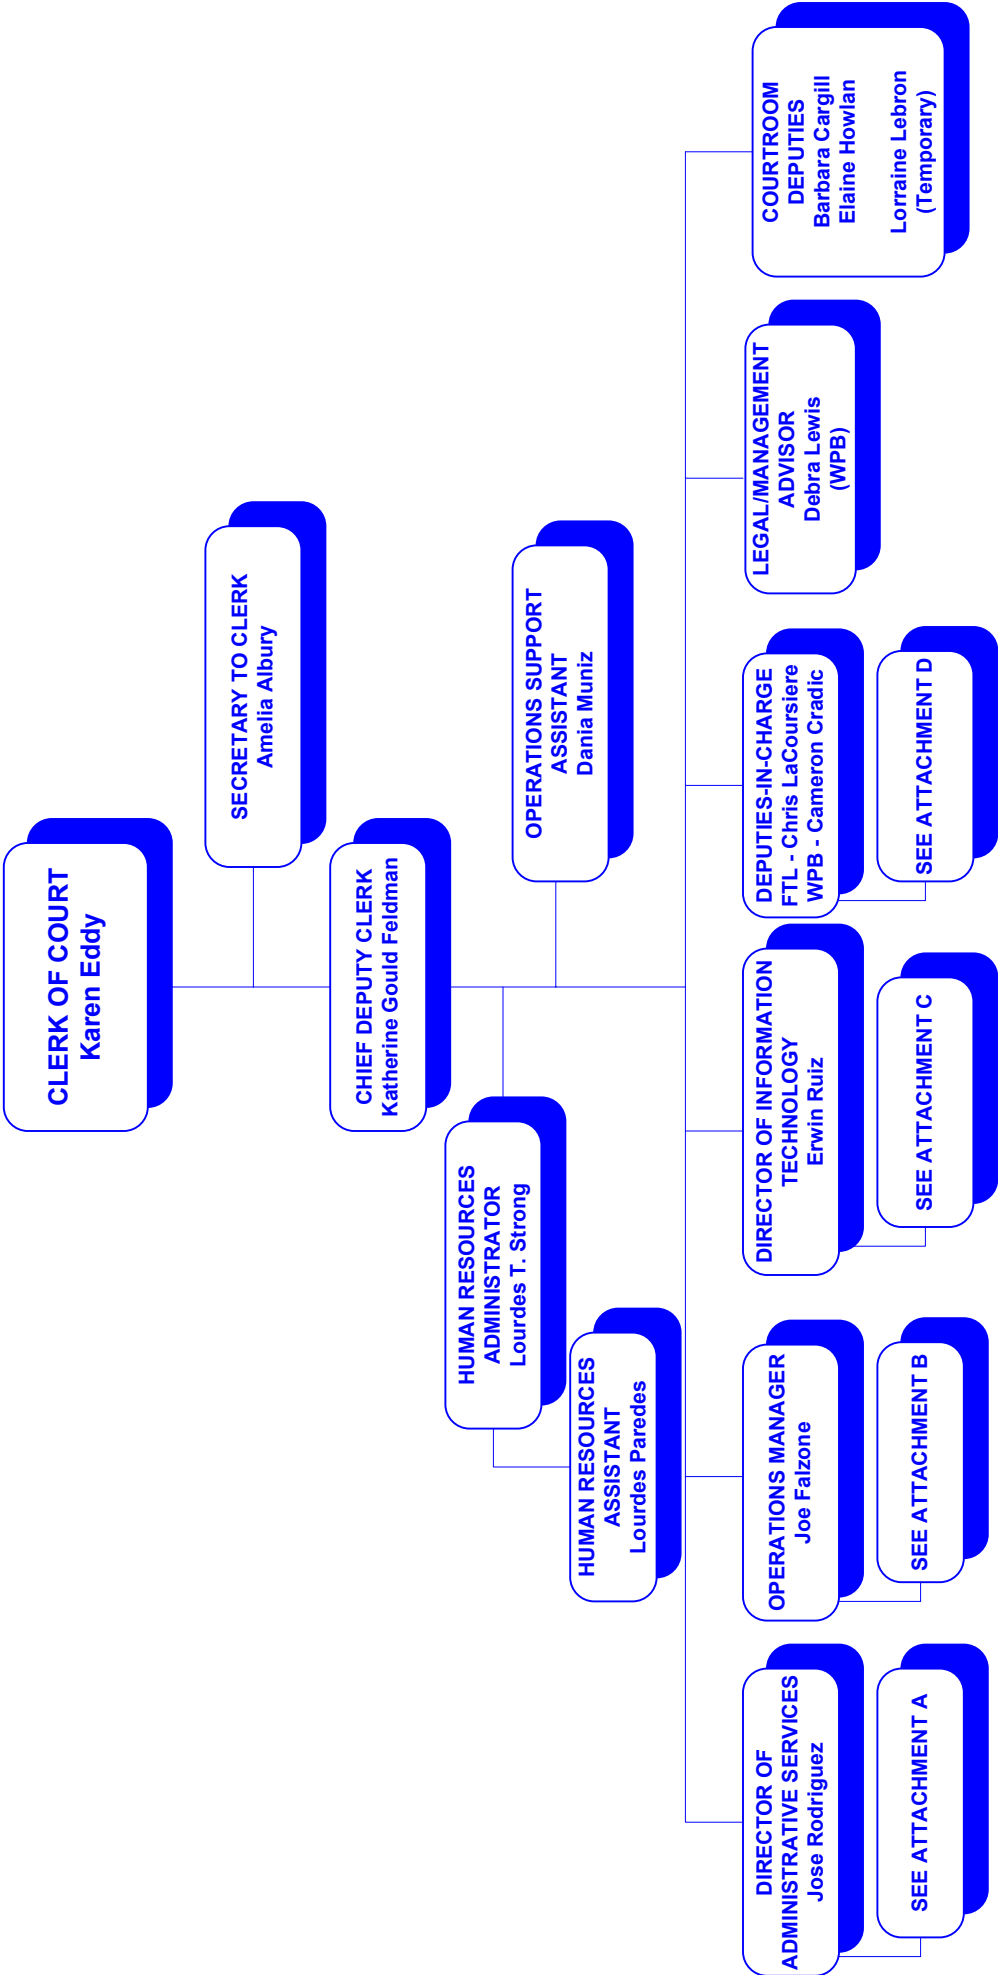 CLERK OF COURT
Karen Eddy
SECRETARY TO CLERK
Amelia Albury
CHIEF DEPUTY CLERK
Katherine Gould Feldman
HUMAN RESOURCES
ADMINISTRATOR
Lourdes T. Strong
OPERATIONS SUPPORT
ASSISTANT
Dania Muniz
HUMAN RESOURCES
ASSISTANT
Lourdes Paredes
DIRECTOR OF
ADMINISTRATIVE SERVICES
Jose Rodriguez
SEE ATTACHMENT A
OPERATIONS MANAGER
Joe Falzone
SEE ATTACHMENT B
DIRECTOR OF INFORMATION
TECHNOLOGY
Erwin Ruiz
SEE ATTACHMENT C
DEPUTIES-IN-CHARGE
FTL - Chris LaCoursiere
WPB - Cameron Cradic
SEE ATTACHMENT D
LEGAL/MANAGEMENT
ADVISOR
Debra Lewis
(WPB)
COURTROOM
DEPUTIES
Barbara Cargill
Elaine Howlan
Lorraine Lebron
(Temporary)